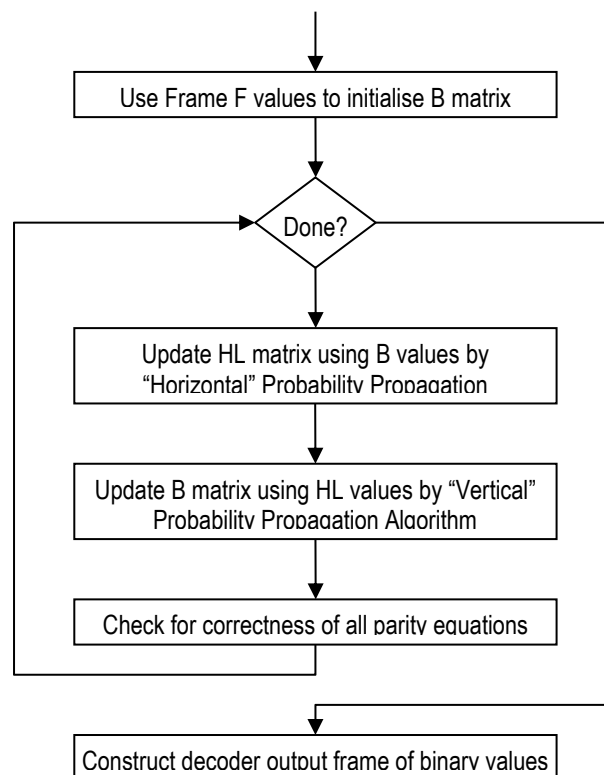 Use Frame F values to initialise B matrix
Done?
Update HL matrix using B values by
“Horizontal” Probability Propagation
Update B matrix using HL values by “Vertical”
Probability Propagation Algorithm
Check for correctness of all parity equations
Construct decoder output frame of binary values